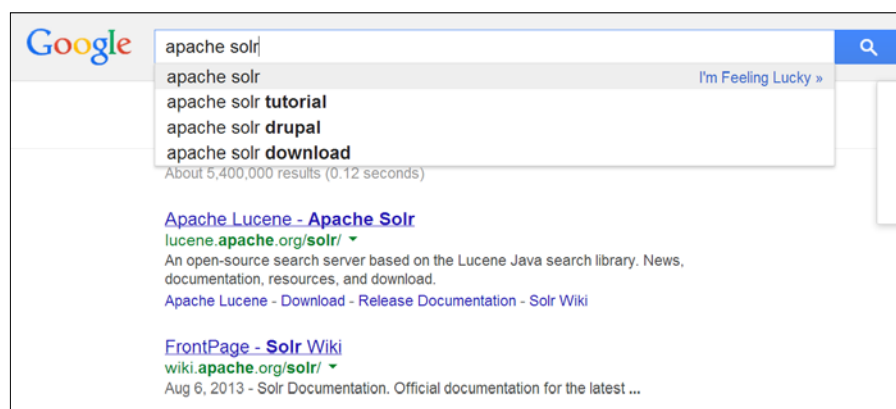 Google
apache solr
apache solr I'm Feeling Lucky »
apache solr tutorial
apache solr drupal
apache solr download
About 5,400,000 results (0.12 seconds)
Apache Lucene - Apache Solr
lucene.apache.org/solr/
An open-source search server based on the Lucene Java search library. News,
documentation, resources, and download.
Apache Lucene - Download - Release Documentation - Solr Wiki
FrontPage - Solr Wiki
wiki.apache.org/solr/
Aug 6, 2013 - Solr Documentation. Official documentation for the latest ...